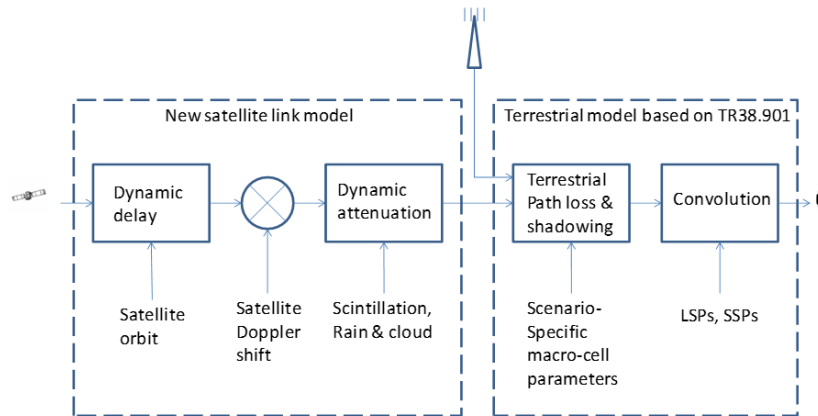 New satellite link model
Terrestrial model based on TR38.901
Dynamic
delay
Dynamic
attenuation
Terrestrial
Path loss &
shadowing
Convolution
Satellite
orbit
Satellite
Doppler
shift
Scintillation,
Rain & cloud
Scenario-
Specific
macro-cell
parameters
LSPs, SSPs